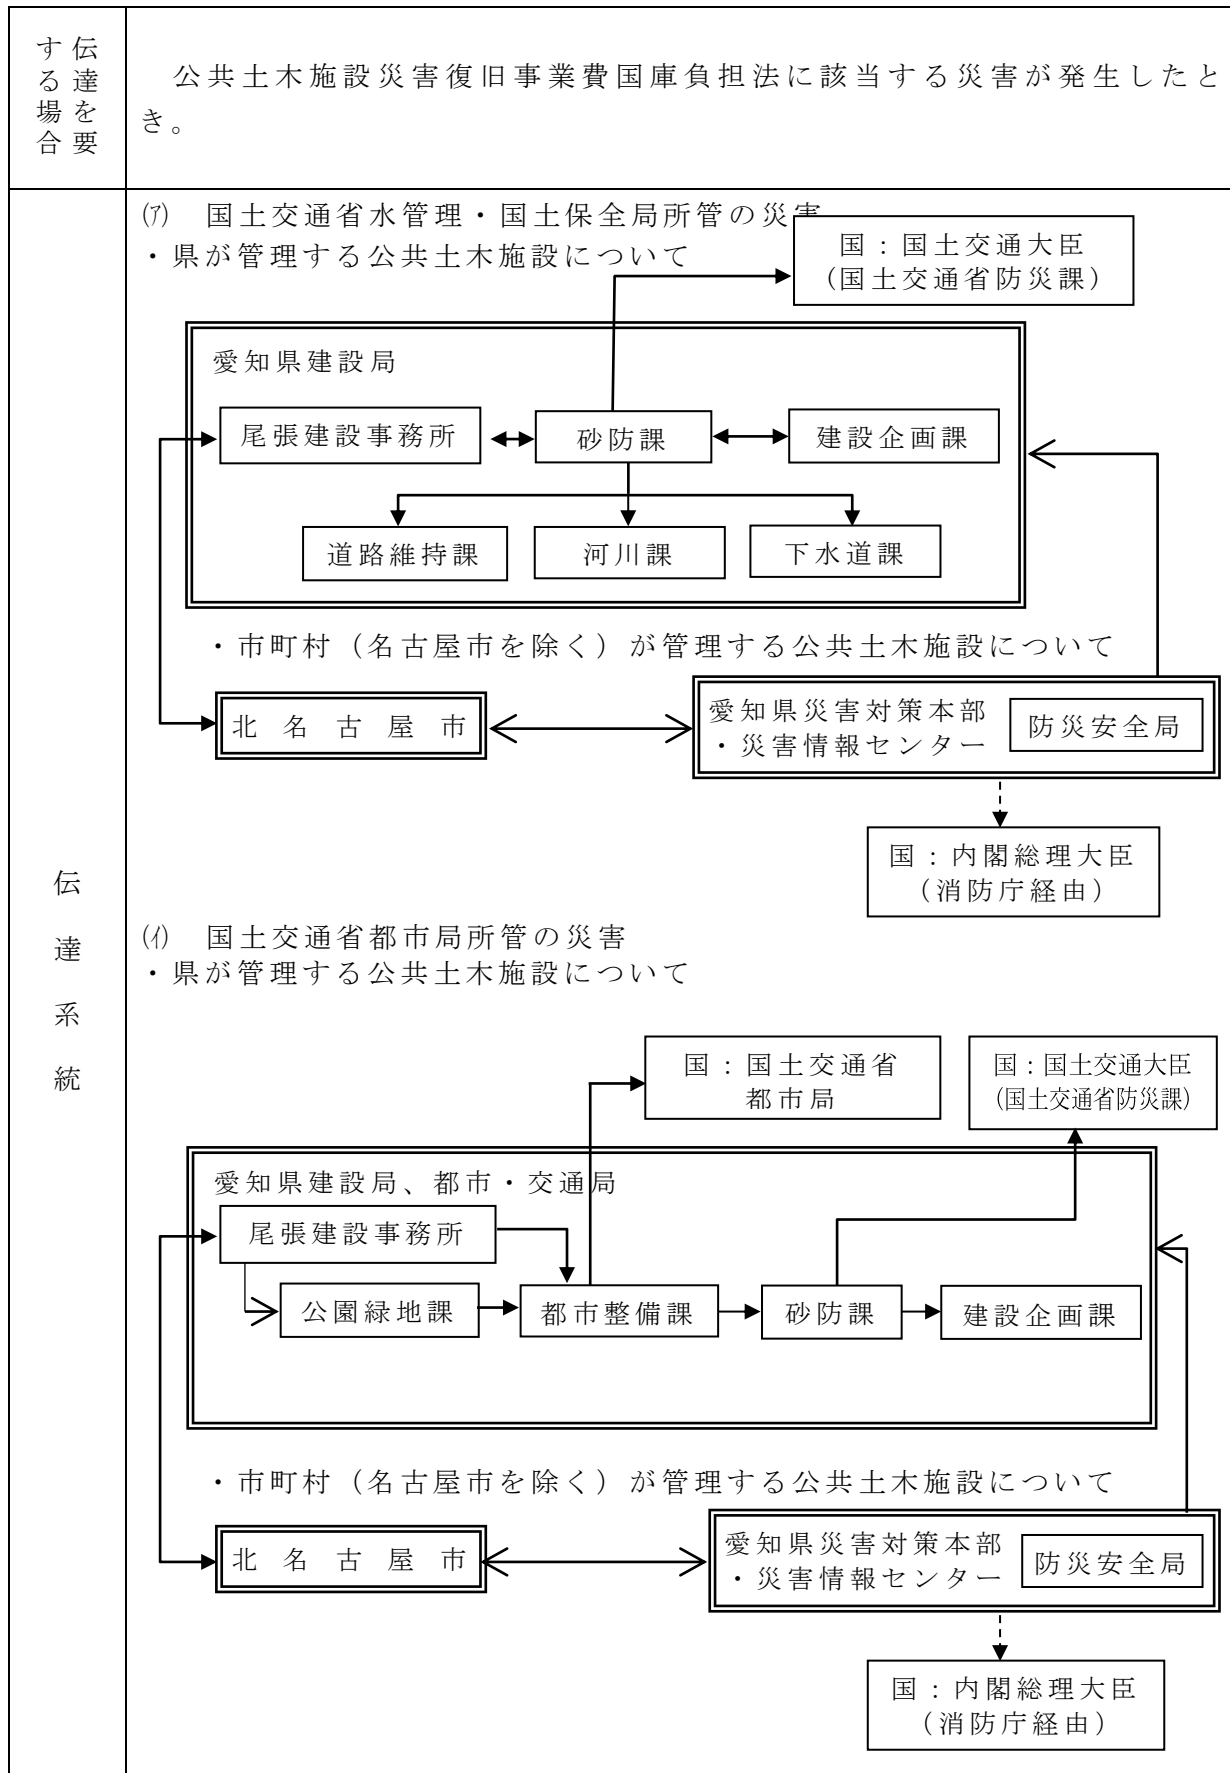 伝達を要
する場合
公共土木施設災害復旧事業費国庫負担法に該当する災害が発生したと
き。
伝達系統
㋐ 国土交通省水管理・国土保全局所管の災害
・県が管理する公共土木施設について
国：国土交通大臣
（国土交通省防災課）
愛知県建設局
尾張建設事務所
砂防課
建設企画課
道路維持課
河川課
下水道課
・市町村（名古屋市を除く）が管理する公共土木施設について
北名古屋市
愛知県災害対策本部
・災害情報センター
防災安全局
国：内閣総理大臣
（消防庁経由）
(ｲ) 国土交通省都市局所管の災害
・県が管理する公共土木施設について
国：国土交通省
都市局
国：国土交通大臣
（国土交通省防災課）
愛知県建設局、都市・交通局
尾張建設事務所
公園緑地課
都市整備課
砂防課
建設企画課
・市町村（名古屋市を除く）が管理する公共土木施設について
北名古屋市
愛知県災害対策本部
・災害情報センター
防災安全局
国：内閣総理大臣
（消防庁経由）